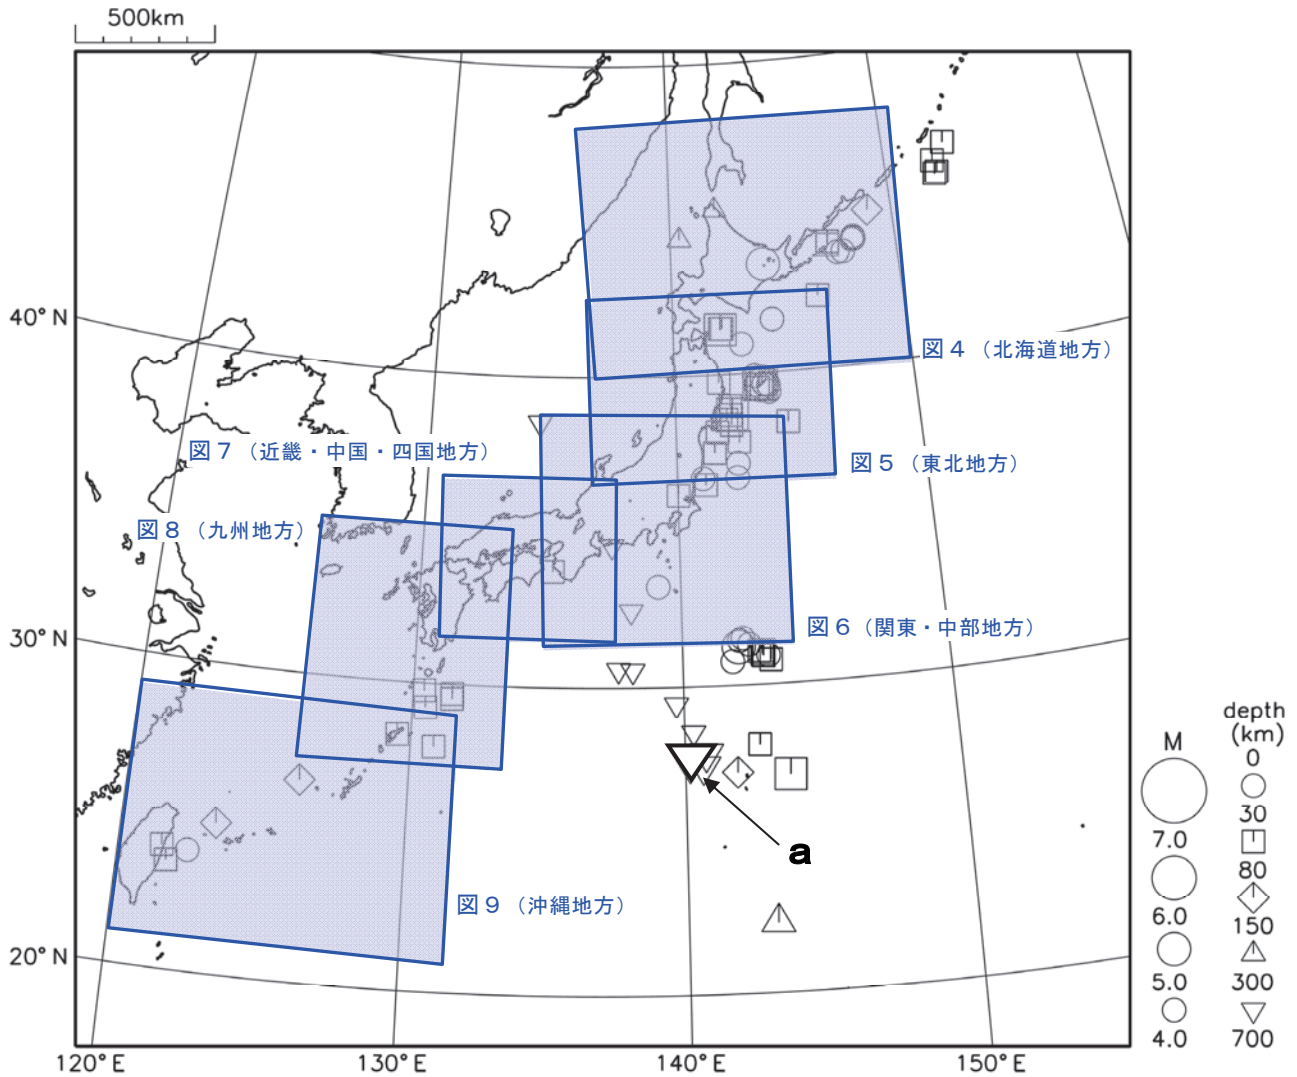 500km
40° N
30° N
20° N
120° E
130° E
140° E
150° E
図4（北海道地方）
図5（東北地方）
図7（近畿・中国・四国地方）
図8（九州地方）
図6（関東・中部地方）
図9（沖縄地方）
a
M
7.0
6.0
5.0
4.0
depth
(km)
0
30
80
150
300
700